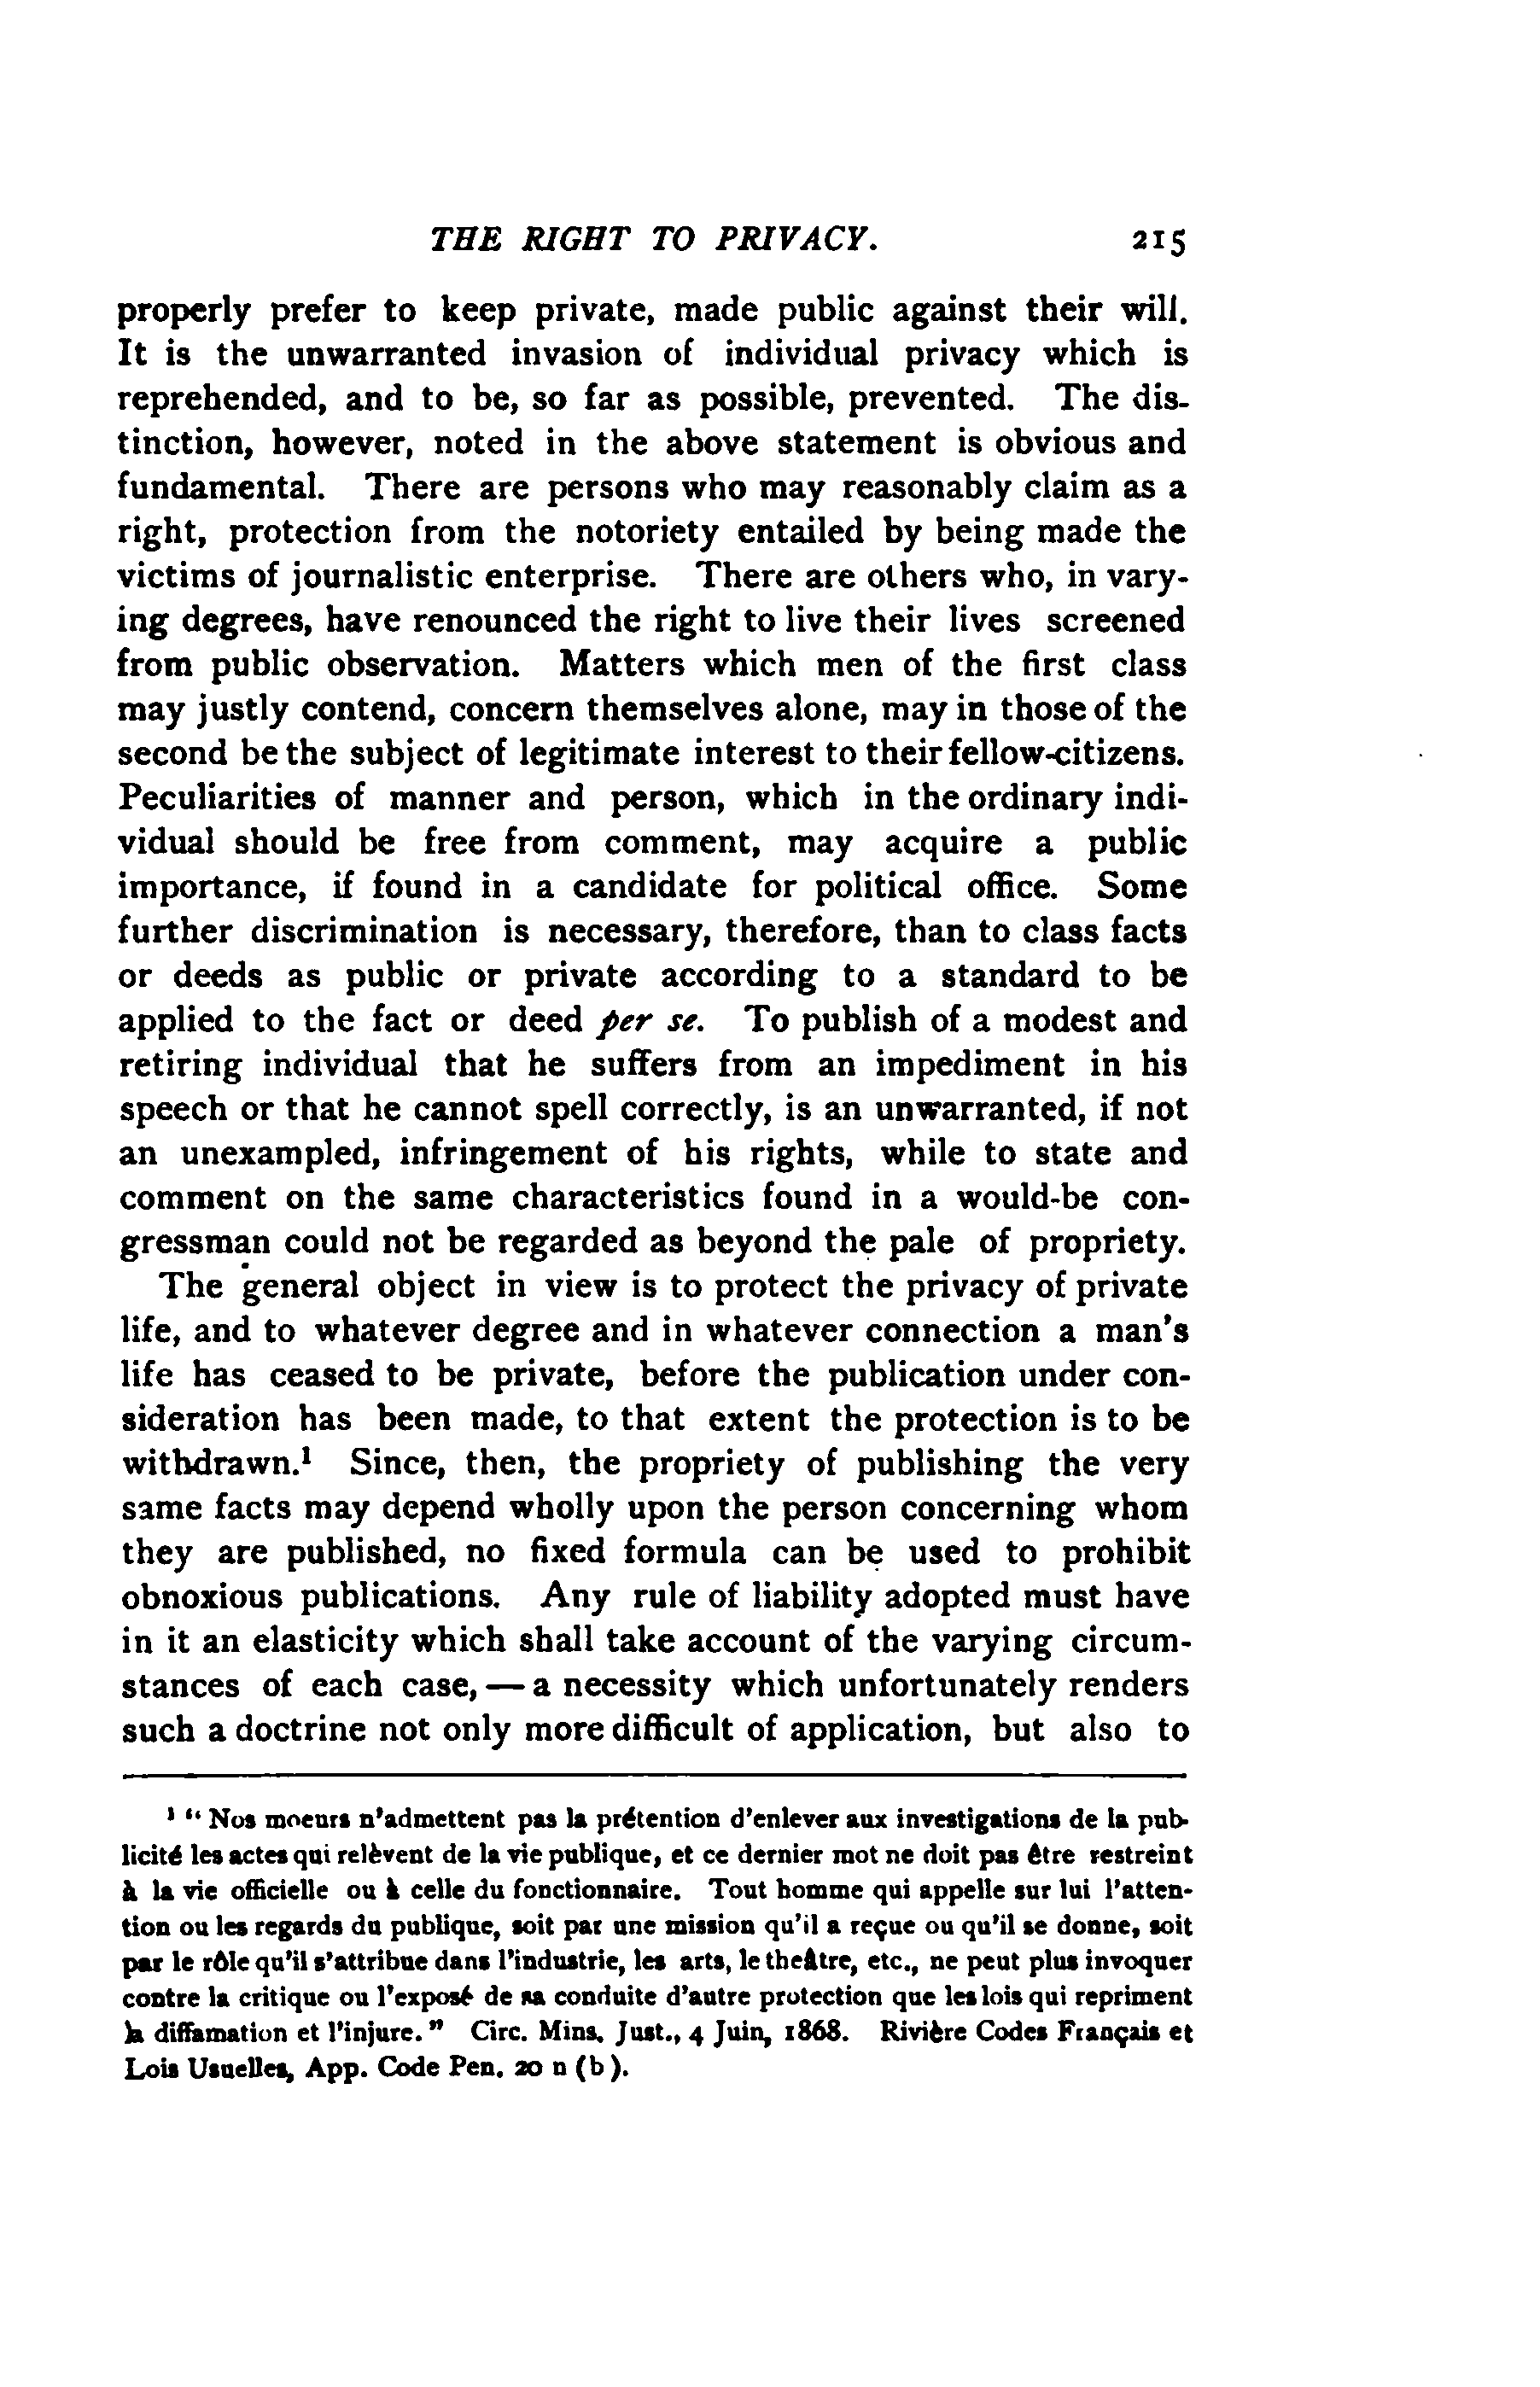 THE RIGHT TO PRIVACY. 215
properly prefer to keep private, made public against their will.
It is the unwarranted invasion of individual privacy which is
reprehended, and to be, so far as possible, prevented. The dis-
tinction, however, noted in the above statement is obvious and
fundamental. There are persons who may reasonably claim as a
right, protection from the notoriety entailed by being made the
victims of journalistic enterprise. There are others who, in vary-
ing degrees, have renounced the right to live their lives screened
from public observation. Matters which men of the first class
may justly contend, concern themselves alone, may in those of the
second be the subject of legitimate interest to their fellow-citizens.
Peculiarities of manner and person, which in the ordinary indi-
vidual should be free from comment, may acquire a public
importance, if found in a candidate for political office. Some
further discrimination is necessary, therefore, than to class facts
or deeds as public or private according to a standard to be
applied to the fact or deed per se. To publish of a modest and
retiring individual that he suffers from an impediment in his
speech or that he cannot spell correctly, is an unwarranted, if not
an unexampled, infringement of his rights, while to state and
comment on the same characteristics found in a would-be con-
gressman could not be regarded as beyond the pale of propriety.
The general object in view is to protect the privacy of private
life, and to whatever degree and in whatever connection a man's
life has ceased to be private, before the publication under con-
sideration has been made, to that extent the protection is to be
withdrawn.¹ Since, then, the propriety of publishing the very
same facts may depend wholly upon the person concerning whom
they are published, no fixed formula can be used to prohibit
obnoxious publications. Any rule of liability adopted must have
in it an elasticity which shall take account of the varying circum-
stances of each case, — a necessity which unfortunately renders
such a doctrine not only more difficult of application, but also to
¹ “ Nos moeurs n'admettent pas la prétention d'enlever aux investigations de la pub-
licité les actes qui relèvent de la vie publique, et ce dernier mot ne doit pas être restreint
à la vie officielle ou à celle du fonctionnaire. Tout homme qui appelle sur lui l'atten-
tion ou les regards du publique, soit par une mission qu'il a reçue ou qu'il se donne, soit
par le rôle qu'il s'attribue dans l'industrie, les arts, le theâtre, etc., ne peut plus invoquer
contre la critique ou l'exposé de sa conduite d'autre protection que les lois qui repriment
la diffamation et l'injure. ” Circ. Mins. Just., 4 Juin, 1868. Rivière Codes Français et
Lois Usuelles, App. Code Pen. 20 n (b ).